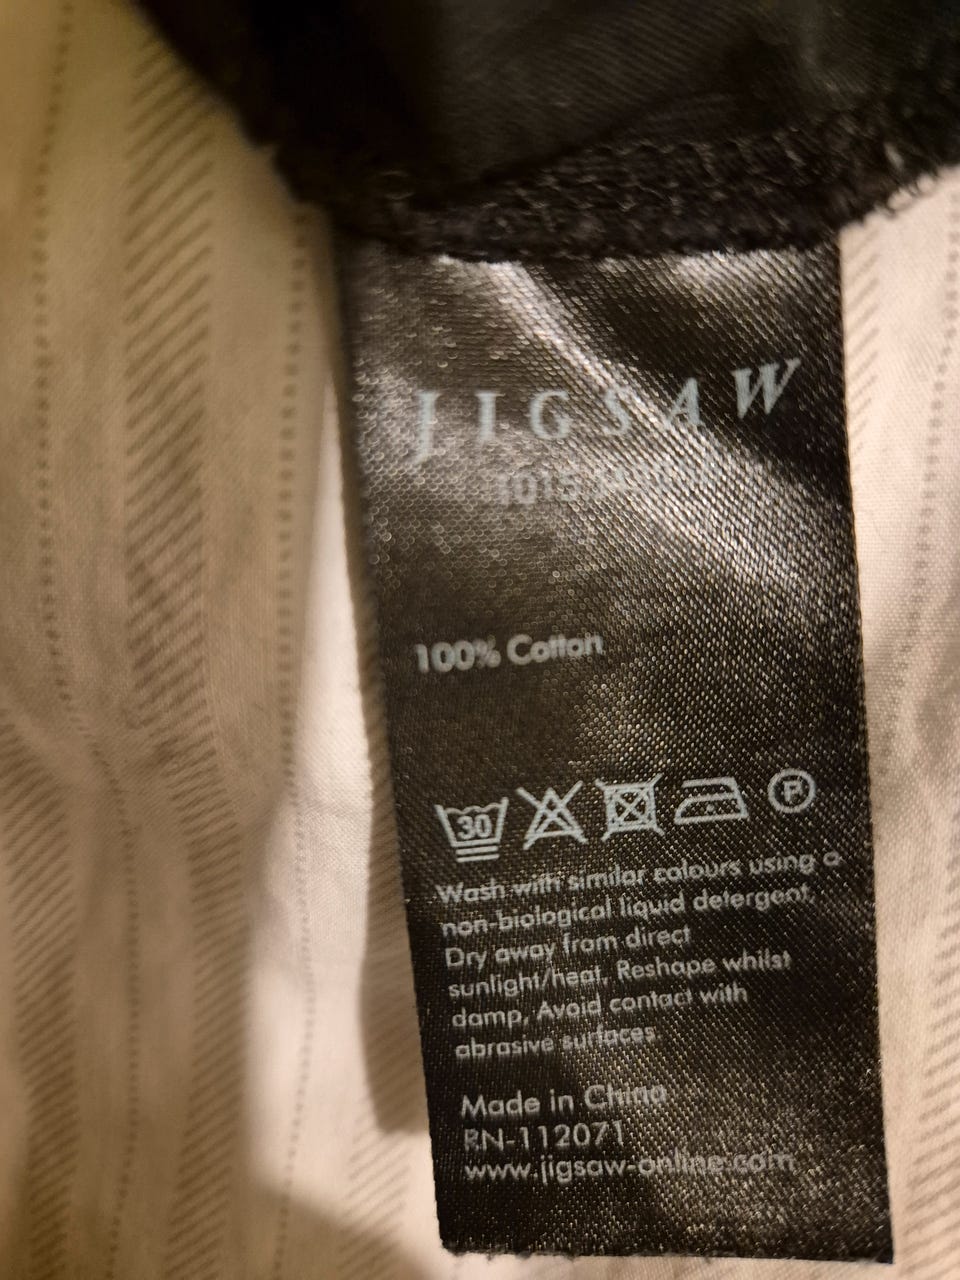 JIGSAW
100% Cotton
30 P
Wash with similar colours using a
non-biological liquid detergent,
Dry away from direct
sunlight/heat, Reshape whilst
damp, Avoid contact with
abrasive surfaces
Made in China
RN-112071
www.jigsaw-online.com